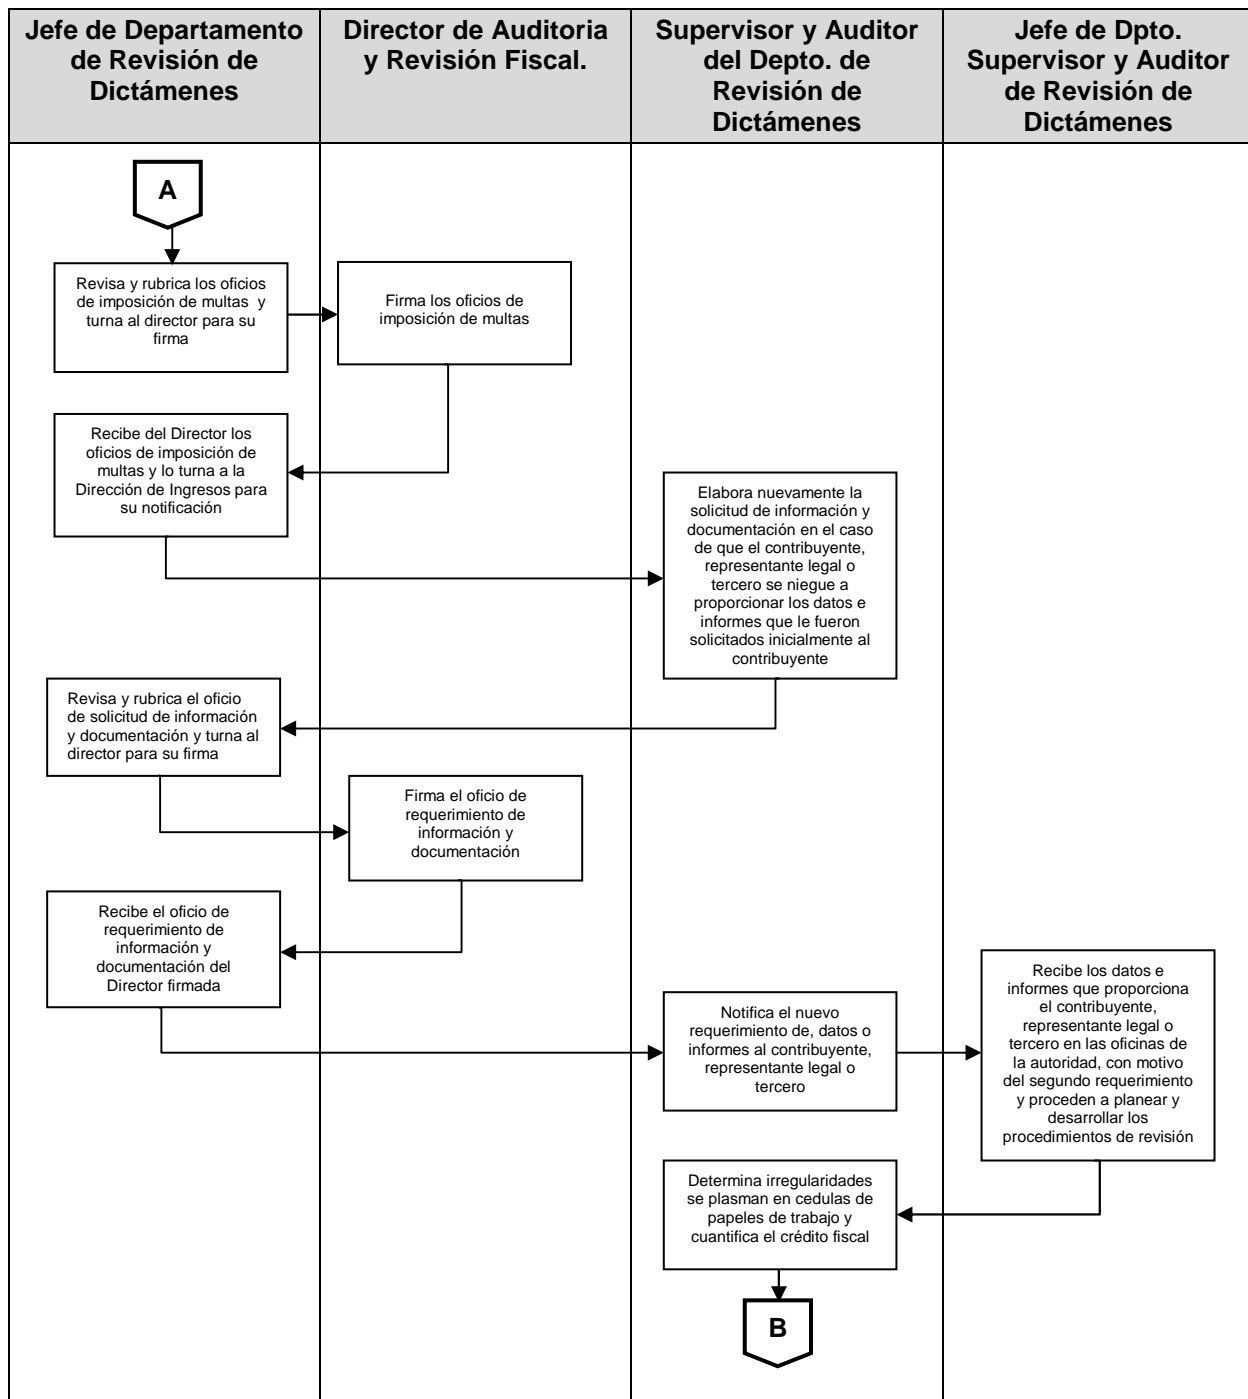 Jefe de Departamento
de Revisión de
Dictámenes
Director de Auditoria
y Revisión Fiscal.
Supervisor y Auditor
del Depto. de
Revisión de
Dictámenes
Jefe de Dpto.
Supervisor y Auditor
de Revisión de
Dictámenes
A
Revisa y rubrica los oficios
de imposición de multas y
turna al director para su
firma
Firma los oficios de
imposición de multas
Recibe del Director los
oficios de imposición de
multas y lo turna a la
Dirección de Ingresos para
su notificación
Elabora nuevamente la
solicitud de información y
documentación en el caso
de que el contribuyente,
representante legal o
tercero se niegue a
proporcionar los datos e
informes que le fueron
solicitados inicialmente al
contribuyente
Revisa y rubrica el oficio
de solicitud de información
y documentación y turna al
director para su firma
Firma el oficio de
requerimiento de
información y
documentación
Recibe el oficio de
requerimiento de
información y
documentación del
Director firmada
Notifica el nuevo
requerimiento de, datos o
informes al contribuyente,
representante legal o
tercero
Recibe los datos e
informes que proporciona
el contribuyente,
representante legal o
tercero en las oficinas de
la autoridad, con motivo
del segundo requerimiento
y proceden a planear y
desarrollar los
procedimientos de revisión
Determina irregularidades
se plasman en cedulas de
papeles de trabajo y
cuantifica el crédito fiscal
B